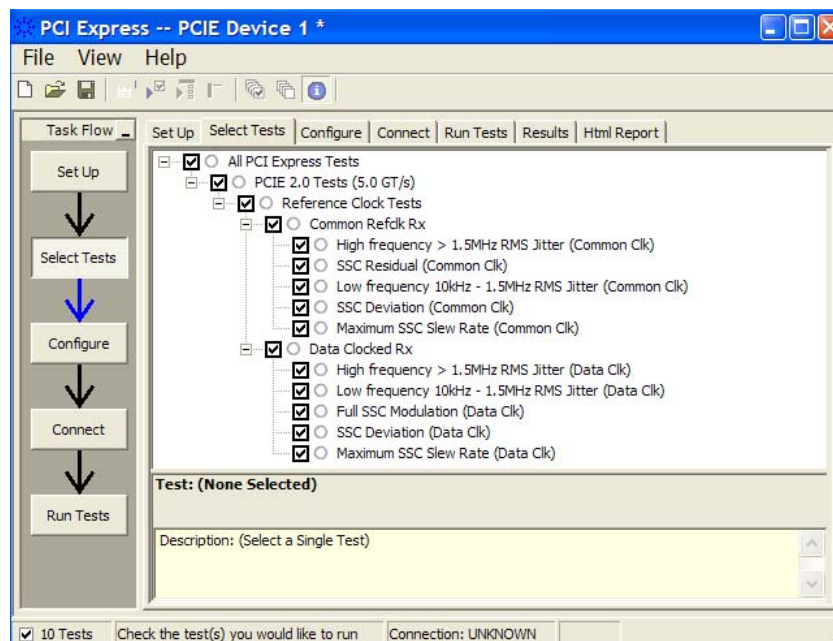 PCI Express -- PCIE Device 1 *
File View Help
Task Flow
Set Up
Select Tests
Configure
Connect
Run Tests
Set Up Select Tests Configure Connect Run Tests Results Html Report
All PCI Express Tests
PCIE 2.0 Tests (5.0 GT/s)
Reference Clock Tests
Common Refclk Rx
High frequency > 1.5MHz RMS Jitter (Common Clk)
SSC Residual (Common Clk)
Low frequency 10kHz - 1.5MHz RMS Jitter (Common Clk)
SSC Deviation (Common Clk)
Maximum SSC Slew Rate (Common Clk)
Data Clocked Rx
High frequency > 1.5MHz RMS Jitter (Data Clk)
Low frequency 10kHz - 1.5MHz RMS Jitter (Data Clk)
Full SSC Modulation (Data Clk)
SSC Deviation (Data Clk)
Maximum SSC Slew Rate (Data Clk)
Test: (None Selected)
Description: (Select a Single Test)
10 Tests Check the test(s) you would like to run Connection: UNKNOWN